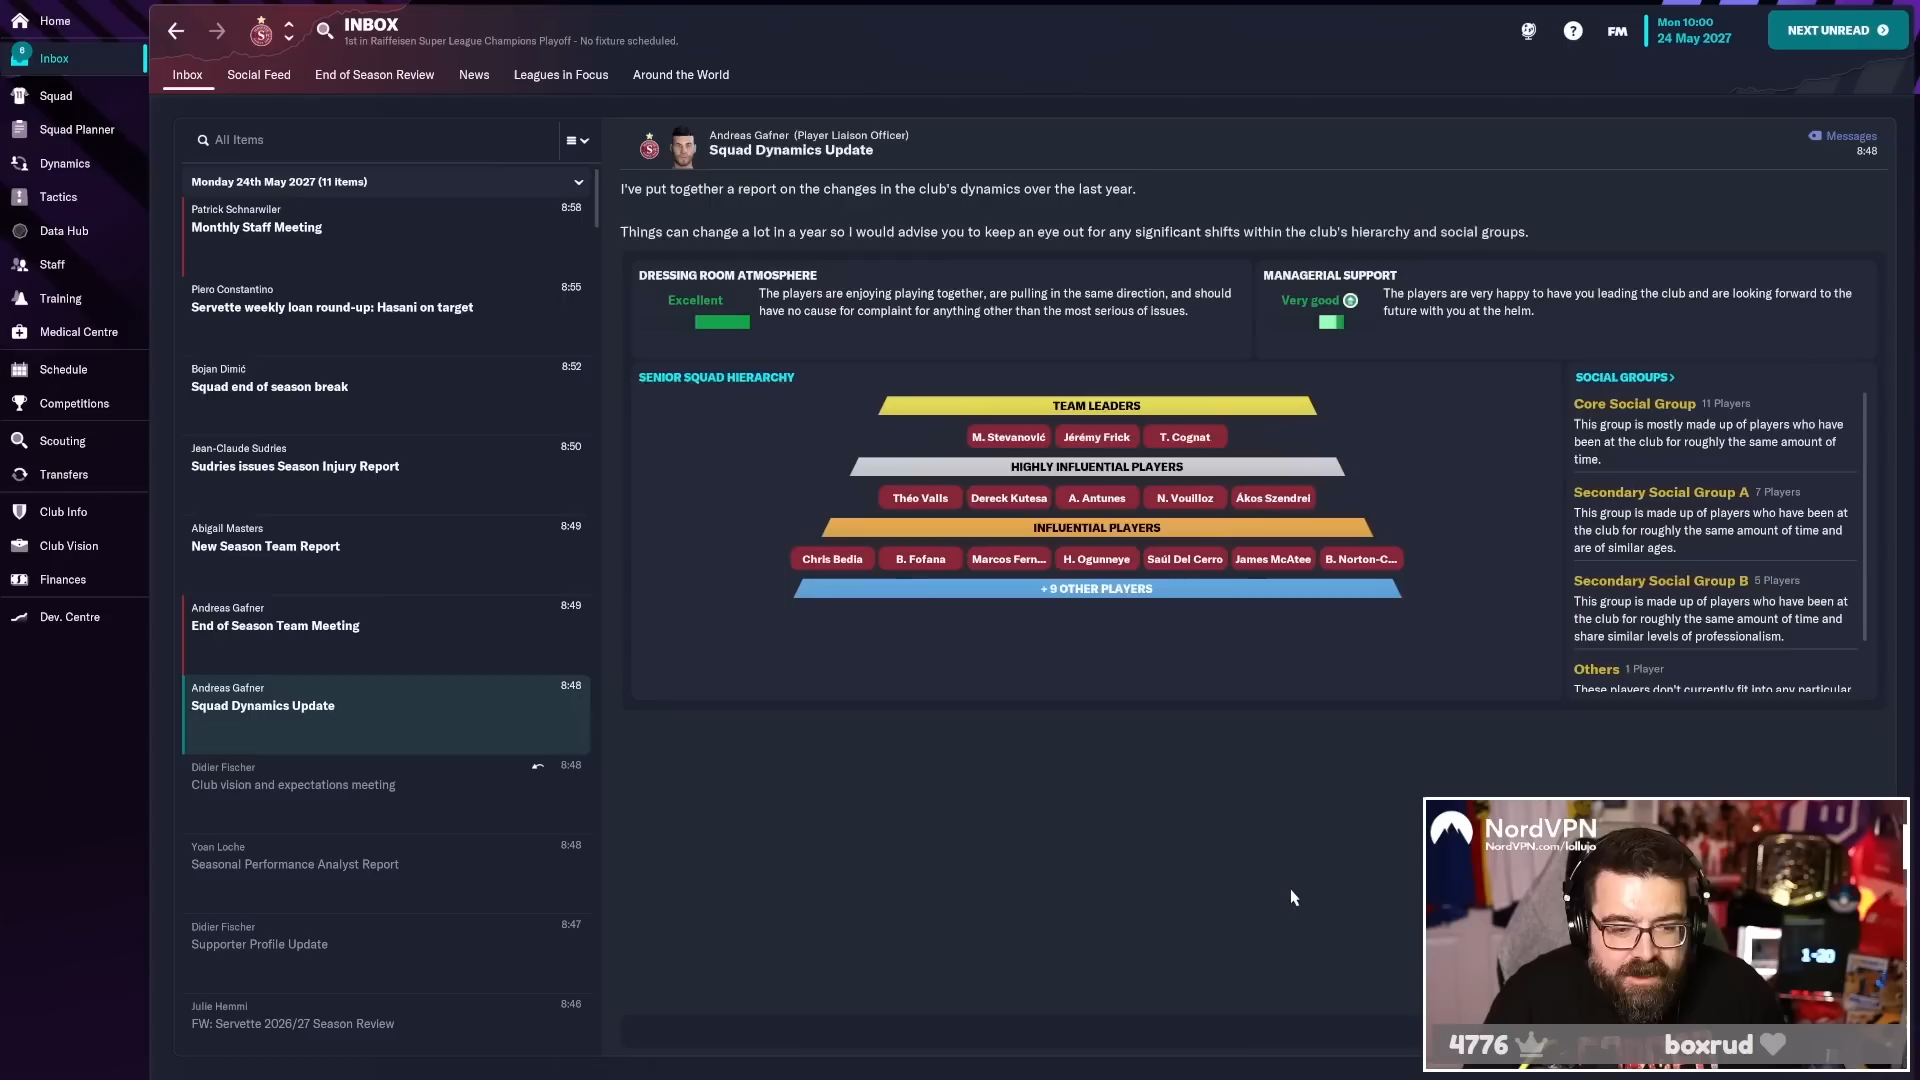 Home
6
Inbox
Squad
Squad Planner
Dynamics
Tactics
Data Hub
Staff
Training
Medical Centre
Schedule
Competitions
Scouting
Transfers
Club Info
Club Vision
Finances
Dev. Centre
INBOX
1st in Raiffeisen Super League Champions Playoff - No fixture scheduled.
?
FM
Mon 10:00
24 May 2027
NEXT UNREAD
Inbox
Social Feed
End of Season Review
News
Leagues in Focus
Around the World
All Items
Monday 24th May 2027 (11 items)
Patrick Schnarwiler 8:58
Monthly Staff Meeting
Piero Constantino 8:55
Servette weekly loan round-up: Hasani on target
Bojan Dimić 8:52
Squad end of season break
Jean-Claude Sudries 8:50
Sudries issues Season Injury Report
Abigail Masters 8:49
New Season Team Report
Andreas Gafner 8:49
End of Season Team Meeting
Andreas Gafner 8:48
Squad Dynamics Update
Didier Fischer 8:48
Club vision and expectations meeting
Yoan Loche 8:48
Seasonal Performance Analyst Report
Didier Fischer 8:47
Supporter Profile Update
Julie Hemmi 8:46
FW: Servette 2026/27 Season Review
Andreas Gafner (Player Liaison Officer)
Squad Dynamics Update
Messages
8:48
I've put together a report on the changes in the club's dynamics over the last year.
Things can change a lot in a year so I would advise you to keep an eye out for any significant shifts within the club's hierarchy and social groups.
DRESSING ROOM ATMOSPHERE
Excellent
The players are enjoying playing together, are pulling in the same direction, and should
have no cause for complaint for anything other than the most serious of issues.
MANAGERIAL SUPPORT
Very good
The players are very happy to have you leading the club and are looking forward to the
future with you at the helm.
SENIOR SQUAD HIERARCHY
TEAM LEADERS
M. Stevanović Jérémy Frick T. Cognat
HIGHLY INFLUENTIAL PLAYERS
Théo Valls Dereck Kutesa A. Antunes N. Vouilloz Ákos Szendrei
INFLUENTIAL PLAYERS
Chris Bedia B. Fofana Marcos Fern... H. Ogunneye Saúl Del Cerro James McAtee B. Norton-C...
+ 9 OTHER PLAYERS
SOCIAL GROUPS>
Core Social Group 11 Players
This group is mostly made up of players who have
been at the club for roughly the same amount of
time.
Secondary Social Group A 7 Players
This group is made up of players who have been at
the club for roughly the same amount of time and
are of similar ages.
Secondary Social Group B 5 Players
This group is made up of players who have been at
the club for roughly the same amount of time and
share similar levels of professionalism.
Others 1 Player
These players don't currently fit into any particular
NordVPN
NordVPN.com/lollujo
1-20
4776
boxrud